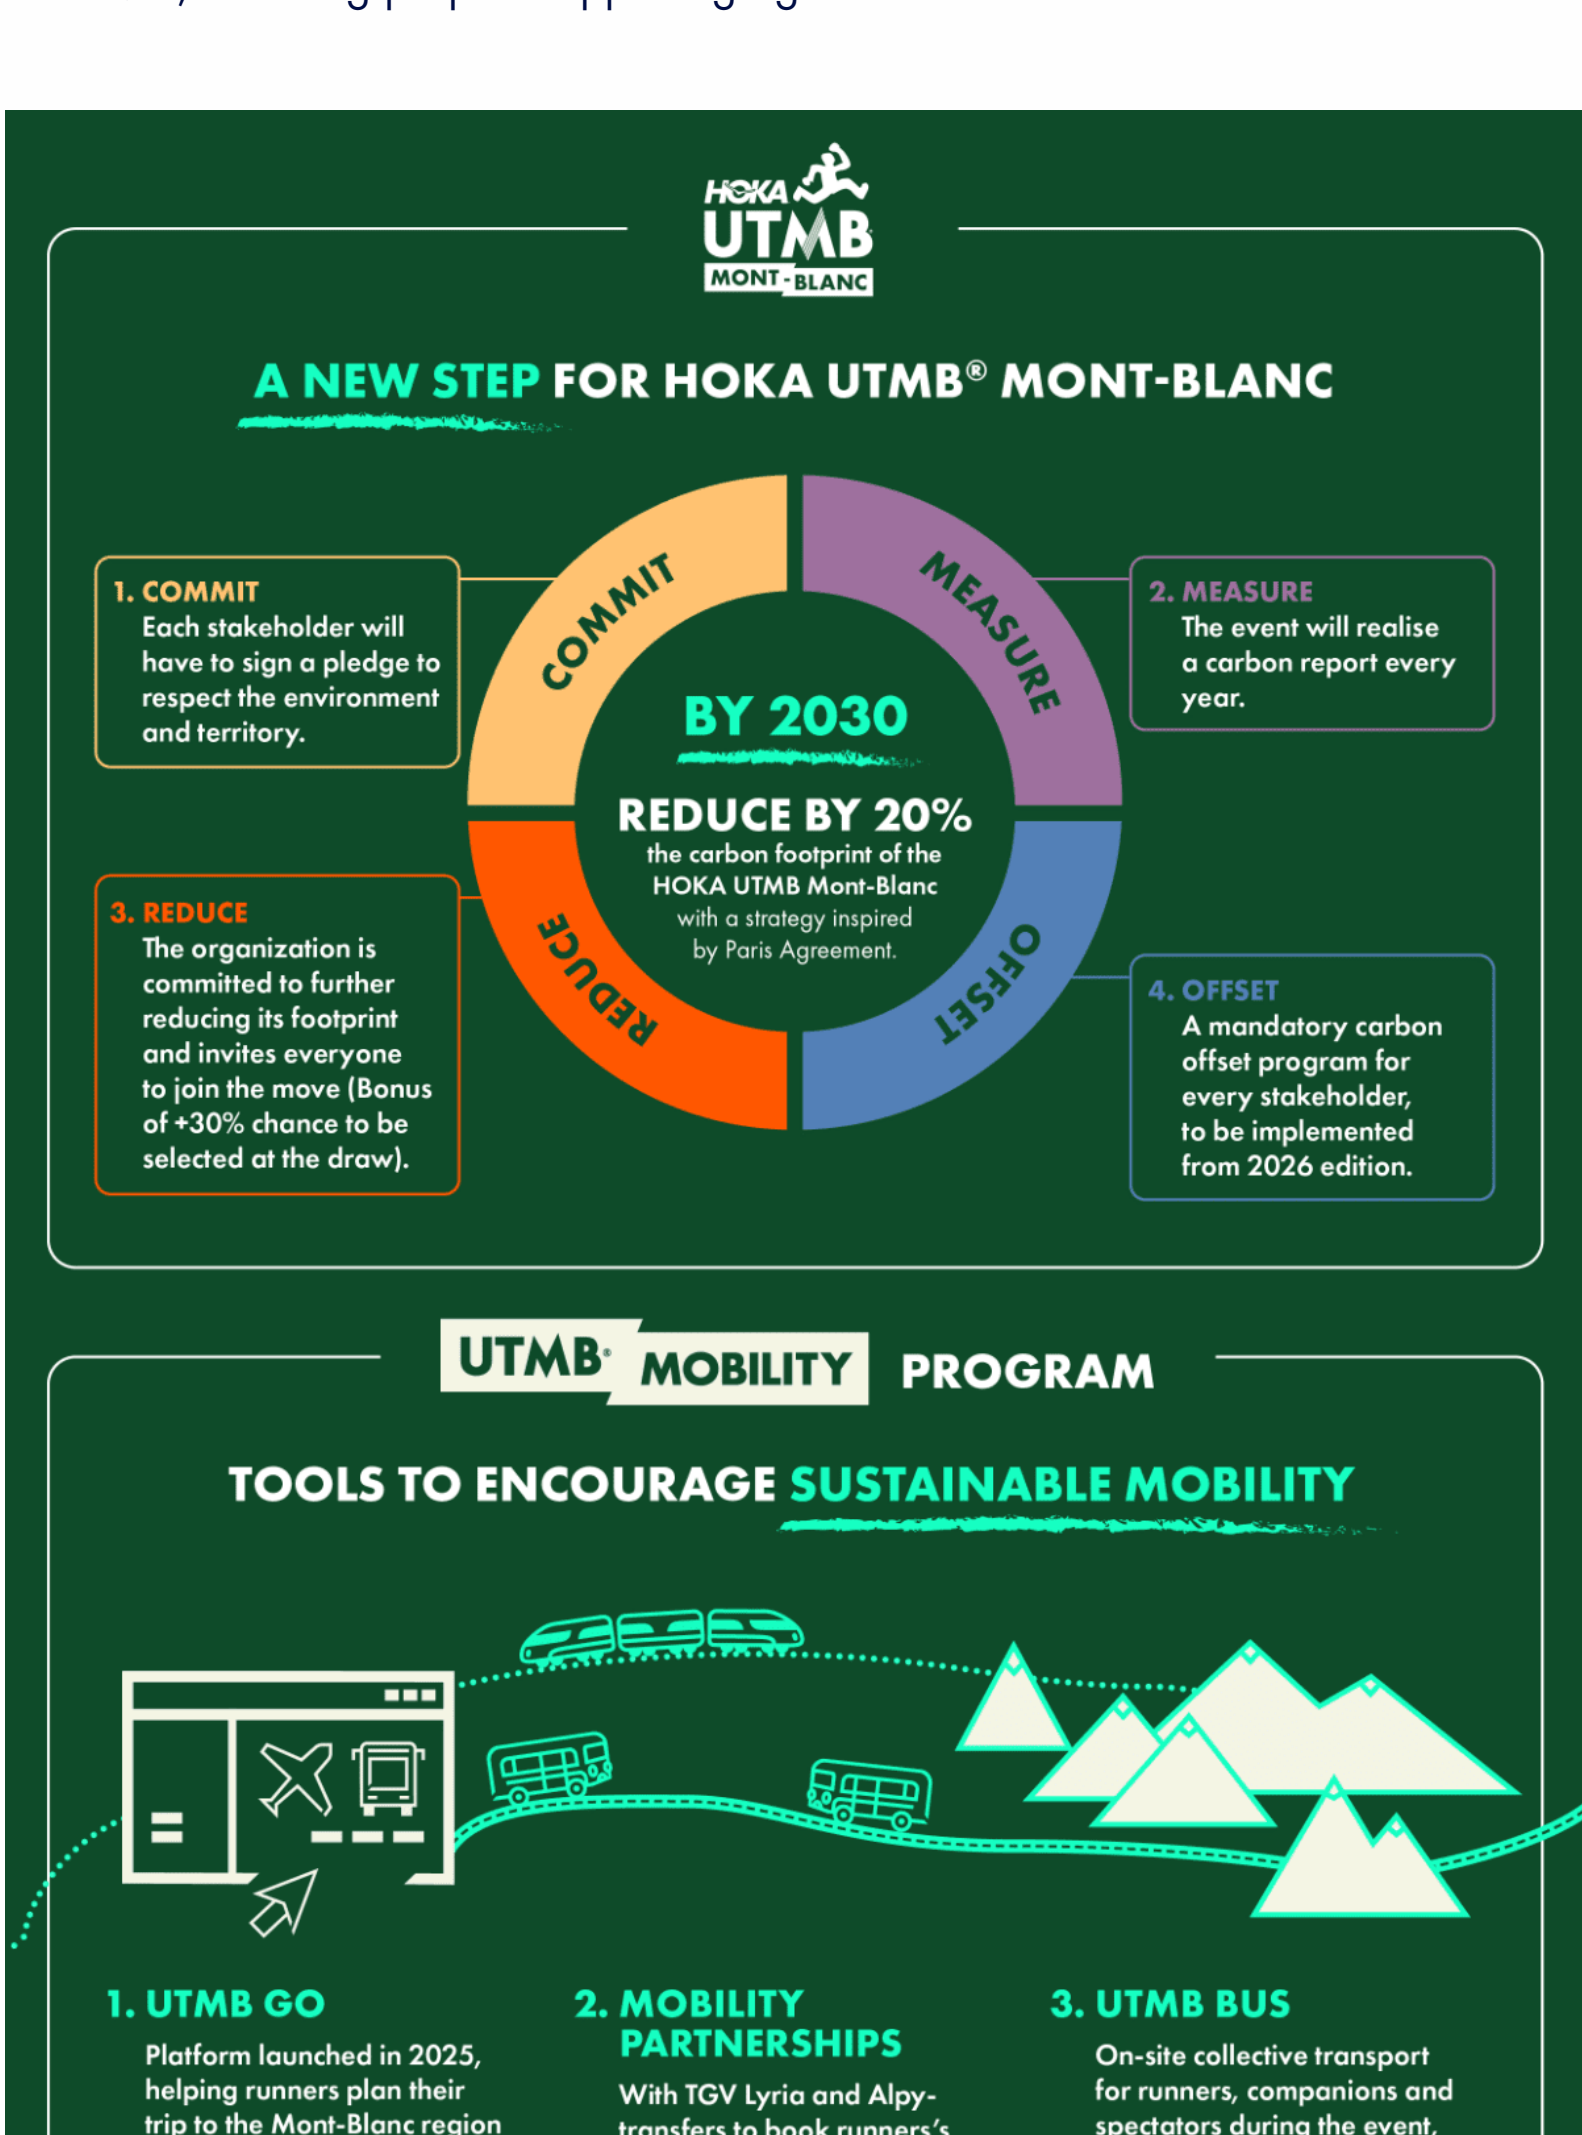 HOKA
UTMB®
MONT-BLANC
A NEW STEP FOR HOKA UTMB® MONT-BLANC
COMMIT
MEASURE
1. COMMIT
Each stakeholder will
have to sign a pledge to
respect the environment
and territory.
2. MEASURE
The event will realise
a carbon report every
year.
BY 2030
REDUCE BY 20%
the carbon footprint of the
HOKA UTMB Mont-Blanc
with a strategy inspired
by Paris Agreement.
REDUCE
OFFSET
3. REDUCE
The organization is
committed to further
reducing its footprint
and invites everyone
to join the move (Bonus
of +30% chance to be
selected at the draw).
4. OFFSET
A mandatory carbon
offset program for
every stakeholder,
to be implemented
from 2026 edition.
UTMB® MOBILITY PROGRAM
TOOLS TO ENCOURAGE SUSTAINABLE MOBILITY
1. UTMB GO
Platform launched in 2025,
helping runners plan their
trip to the Mont-Blanc region
2. MOBILITY
PARTNERSHIPS
With TGV Lyria and Alpy-
transfers to book runners's
3. UTMB BUS
On-site collective transport
for runners, companions and
spectators during the event,